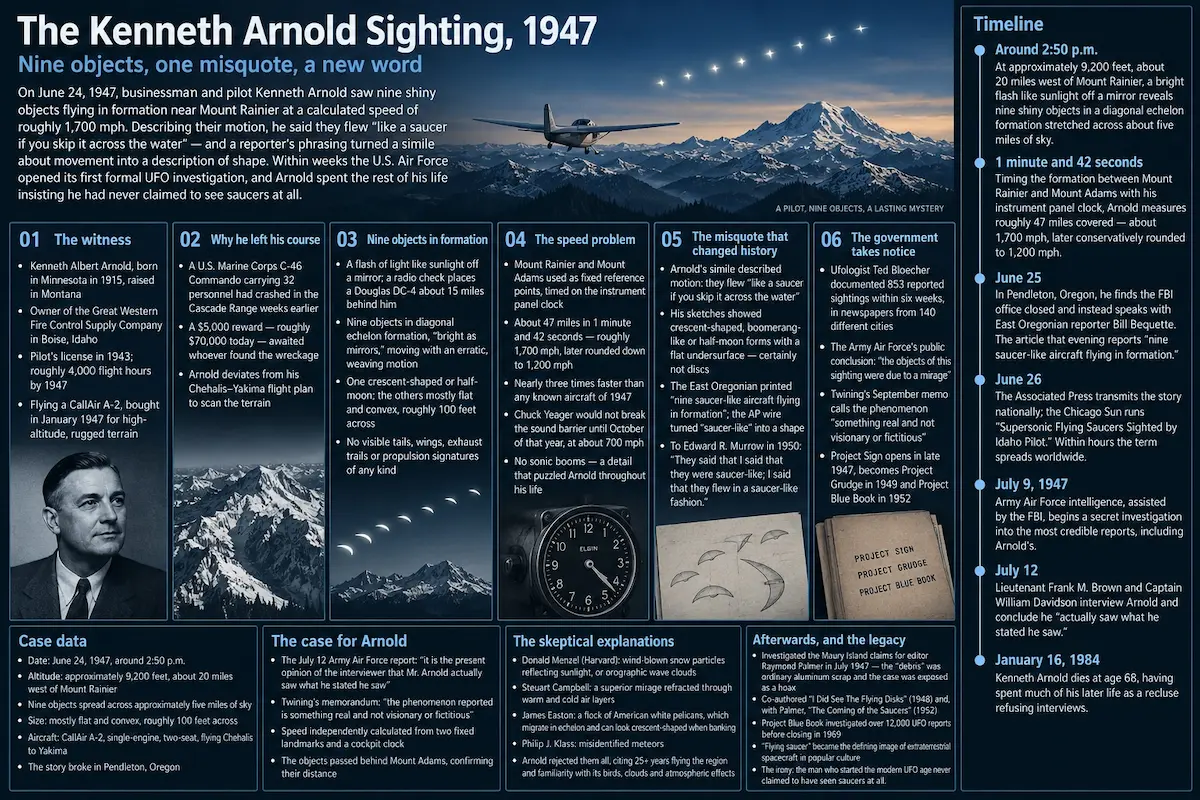 The Kenneth Arnold Sighting, 1947
Nine objects, one misquote, a new word
On June 24, 1947, businessman and pilot Kenneth Arnold saw nine shiny
objects flying in formation near Mount Rainier at a calculated speed of
roughly 1,700 mph. Describing their motion, he said they flew “like a saucer
if you skip it across the water” — and a reporter's phrasing turned a simile
about movement into a description of shape. Within weeks the U.S. Air Force
opened its first formal UFO investigation, and Arnold spent the rest of his life
insisting he had never claimed to see saucers at all.
A PILOT, NINE OBJECTS, A LASTING MYSTERY
01 The witness
• Kenneth Albert Arnold, born
in Minnesota in 1915, raised
in Montana
• Owner of the Great Western
Fire Control Supply Company
in Boise, Idaho
• Pilot's license in 1943;
roughly 4,000 flight hours
by 1947
• Flying a CallAir A-2, bought
in January 1947 for high-
altitude, rugged terrain
02 Why he left his course
• A U.S. Marine Corps C-46
Commando carrying 32
personnel had crashed in the
Cascade Range weeks earlier
• A $5,000 reward — roughly
$70,000 today — awaited
whoever found the wreckage
• Arnold deviates from his
Chehalis–Yakima flight plan
to scan the terrain
03 Nine objects in formation
• A flash of light like sunlight off
a mirror; a radio check places
a Douglas DC-4 about 15 miles
behind him
• Nine objects in diagonal
echelon formation, “bright as
mirrors,” moving with an erratic,
weaving motion
• One crescent-shaped or half-
moon; the others mostly flat
and convex, roughly 100 feet
across
• No visible tails, wings, exhaust
trails or propulsion signatures
of any kind
04 The speed problem
• Mount Rainier and Mount
Adams used as fixed reference
points, timed on the instrument
panel clock
• About 47 miles in 1 minute
and 42 seconds — roughly
1,700 mph, later rounded down
to 1,200 mph
• Nearly three times faster than
any known aircraft of 1947
• Chuck Yeager would not break
the sound barrier until October
of that year, at about 700 mph
• No sonic booms — a detail
that puzzled Arnold throughout
his life
12
1
2
3
4
5
6
7
8
9
10
11
ELGIN
05 The misquote that
changed history
• Arnold's simile described
motion: they flew “like a saucer
if you skip it across the water”
• His sketches showed
crescent-shaped, boomerang-
like or half-moon forms with a
flat undersurface — certainly
not discs
• The East Oregonian printed
“nine saucer-like aircraft flying
in formation”; the AP wire
turned “saucer-like” into a shape
• To Edward R. Murrow in 1950:
“They said that I said that
they were saucer-like; I said
that they flew in a saucer-like
fashion.”
06 The government
takes notice
• Ufologist Ted Bloecher
documented 853 reported
sightings within six weeks,
in newspapers from 140
different cities
• The Army Air Force's public
conclusion: “the objects of this
sighting were due to a mirage”
• Twining's September memo
calls the phenomenon
“something real and not
visionary or fictitious”
• Project Sign opens in late
1947, becomes Project
Grudge in 1949 and Project
Blue Book in 1952
PROJECT SIGN
PROJECT GRUDGE
PROJECT BLUE BOOK
Timeline
Around 2:50 p.m.
At approximately 9,200 feet, about
20 miles west of Mount Rainier, a bright
flash like sunlight off a mirror reveals
nine shiny objects in a diagonal echelon
formation stretched across about five
miles of sky.
1 minute and 42 seconds
Timing the formation between Mount
Rainier and Mount Adams with his
instrument panel clock, Arnold measures
roughly 47 miles covered — about
1,700 mph, later conservatively rounded
to 1,200 mph.
June 25
In Pendleton, Oregon, he finds the FBI
office closed and instead speaks with
East Oregonian reporter Bill Bequette.
The article that evening reports “nine
saucer-like aircraft flying in formation.”
June 26
The Associated Press transmits the story
nationally; the Chicago Sun runs
“Supersonic Flying Saucers Sighted by
Idaho Pilot.” Within hours the term
spreads worldwide.
July 9, 1947
Army Air Force intelligence, assisted
by the FBI, begins a secret investigation
into the most credible reports, including
Arnold's.
July 12
Lieutenant Frank M. Brown and Captain
William Davidson interview Arnold and
conclude he “actually saw what he
stated he saw.”
January 16, 1984
Kenneth Arnold dies at age 68, having
spent much of his later life as a recluse
refusing interviews.
Case data
• Date: June 24, 1947, around 2:50 p.m.
• Altitude: approximately 9,200 feet, about 20 miles
west of Mount Rainier
• Nine objects spread across approximately five miles of sky
• Size: mostly flat and convex, roughly 100 feet across
• Aircraft: CallAir A-2, single-engine, two-seat, flying Chehalis
to Yakima
• The story broke in Pendleton, Oregon
The case for Arnold
• The July 12 Army Air Force report: “it is the present
opinion of the interviewer that Mr. Arnold actually
saw what he stated he saw”
• Twining's memorandum: “the phenomenon reported
is something real and not visionary or fictitious”
• Speed independently calculated from two fixed
landmarks and a cockpit clock
• The objects passed behind Mount Adams, confirming
their distance
The skeptical explanations
• Donald Menzel (Harvard): wind-blown snow particles
reflecting sunlight, or orographic wave clouds
• Steuart Campbell: a superior mirage refracted through
warm and cold air layers
• James Easton: a flock of American white pelicans, which
migrate in echelon and can look crescent-shaped when banking
• Philip J. Klass: misidentified meteors
• Arnold rejected them all, citing 25+ years flying the region
and familiarity with its birds, clouds and atmospheric effects
Afterwards, and the legacy
• Investigated the Maury Island claims for editor
Raymond Palmer in July 1947 — the “debris” was
ordinary aluminum scrap and the case was exposed
as a hoax
• Co-authored “I Did See The Flying Disks” (1948) and,
with Palmer, “The Coming of the Saucers” (1952)
• Project Blue Book investigated over 12,000 UFO reports
before closing in 1969
• “Flying saucer” became the defining image of extraterrestrial
spacecraft in popular culture
• The irony: the man who started the modern UFO age never
claimed to have seen saucers at all.